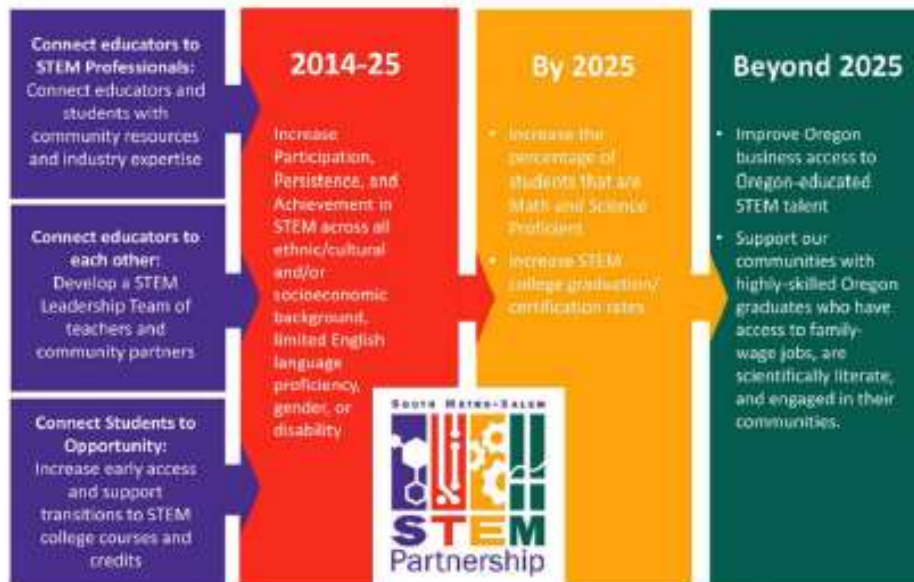 Connect educators to
STEM Professionals:
Connect educators and
students with
community resources
and industry expertise
Connect educators to
each other:
Develop a STEM
Leadership Team of
teachers and
community partners
Connect Students to
Opportunity:
Increase early access
and support
transitions to STEM
college courses and
credits
2014-25
Increase
Participation,
Persistence, and
Achievement in
STEM across all
ethnic/cultural
and/or
socioeconomic
background,
limited English
language
proficiency,
gender, or
disability
By 2025
• Increase the
percentage of
students that are
Math and Science
Proficient
• Increase STEM
college graduation/
certification rates
Beyond 2025
• Improve Oregon
business access to
Oregon-educated
STEM talent
• Support our
communities with
highly-skilled Oregon
graduates who have
access to family-
wage jobs, are
scientifically literate,
and engaged in their
communities.
SOUTH METRO-SALEM
STEM
Partnership